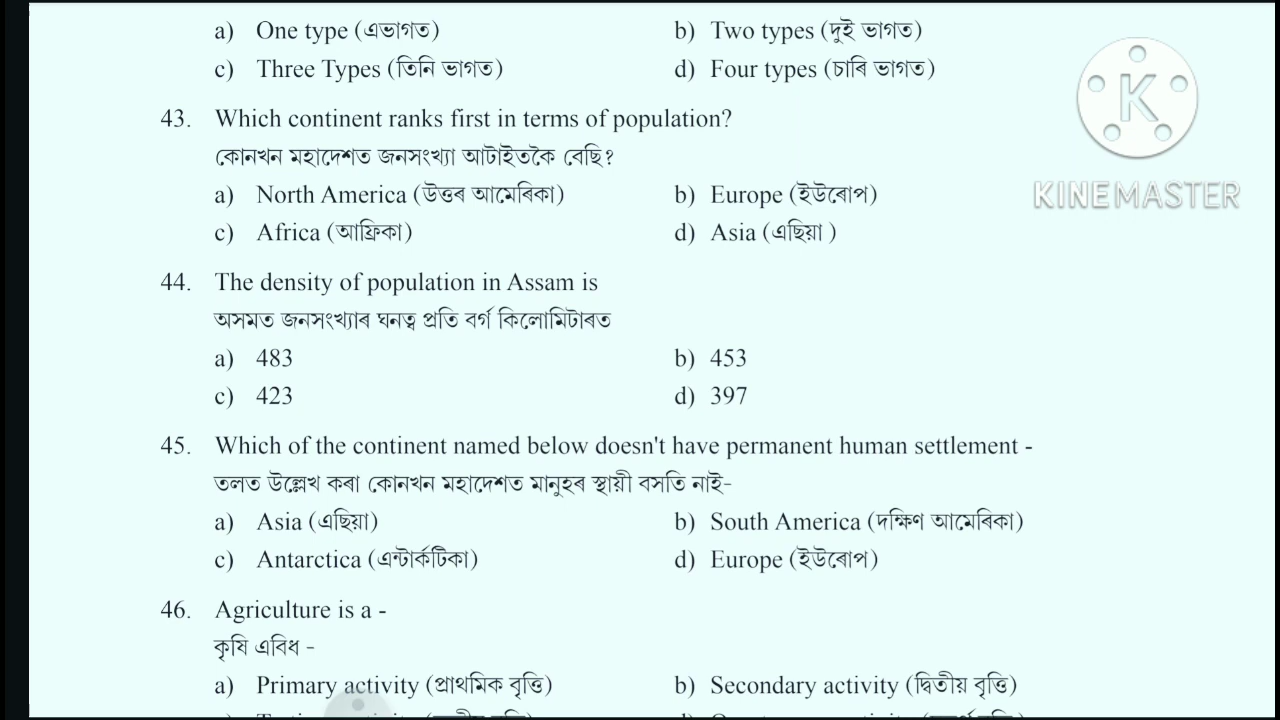 a) One type (এভাগত) b) Two types (দুই ভাগত)
c) Three Types (তিনি ভাগত) d) Four types (চাৰি ভাগত)
43. Which continent ranks first in terms of population?
কোনখন মহাদেশত জনসংখ্যা আটাইতকৈ বেছি?
a) North America (উত্তৰ আমেৰিকা) b) Europe (ইউৰোপ)
c) Africa (আফ্রিকা) d) Asia (এছিয়া )
K
KINEMASTER
44. The density of population in Assam is
অসমত জনসংখ্যাৰ ঘনত্ব প্ৰতি বৰ্গ কিলোমিটাৰত
a) 483 b) 453
c) 423 d) 397
45. Which of the continent named below doesn't have permanent human settlement -
তলত উল্লেখ কৰা কোনখন মহাদেশত মানুহৰ স্থায়ী বসতি নাই-
a) Asia (এছিয়া) b) South America (দক্ষিণ আমেৰিকা)
c) Antarctica (এন্টাৰ্কটিকা) d) Europe (ইউৰোপ)
46. Agriculture is a -
কৃষি এবিধ -
a) Primary activity (প্ৰাথমিক বৃত্তি) b) Secondary activity (দ্বিতীয় বৃত্তি)